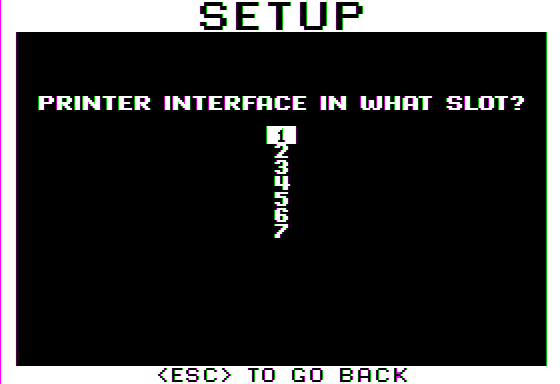 SETUP
PRINTER INTERFACE IN WHAT SLOT?
1
2
3
4
5
6
7
<ESC> TO GO BACK